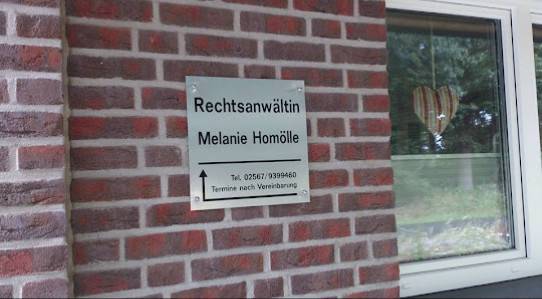 Rechtsanwältin
Melanie Homölle
Tel. 02567/9399460
Termine nach Vereinbarung